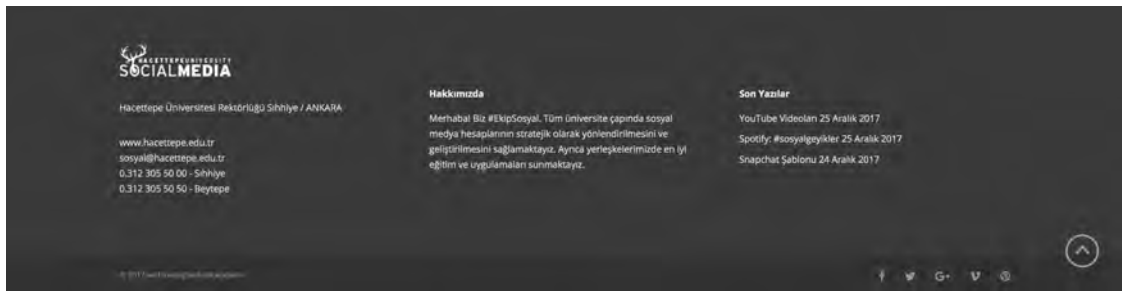 HACETTEPEUNIVERSITY
SOCIALMEDIA
Hacettepe Üniversitesi Rektörlüğü Sıhhiye / ANKARA
www.hacettepe.edu.tr
sosyal@hacettepe.edu.tr
0.312 305 50 00 - Sıhhiye
0.312 305 50 50 - Beytepe
Hakkımızda
Merhaba! Biz #EkipSosyal. Tüm üniversite çapında sosyal
medya hesaplarının stratejik olarak yönlendirilmesini ve
geliştirilmesini sağlamaktayız. Ayrıca yerleşkelerimizde en iyi
eğitim ve uygulamaları sunmaktayız.
Son Yazılar
YouTube Videoları 25 Aralık 2017
Spotify: #sosyalgeyikler 25 Aralık 2017
Snapchat Şablonu 24 Aralık 2017
© 2017